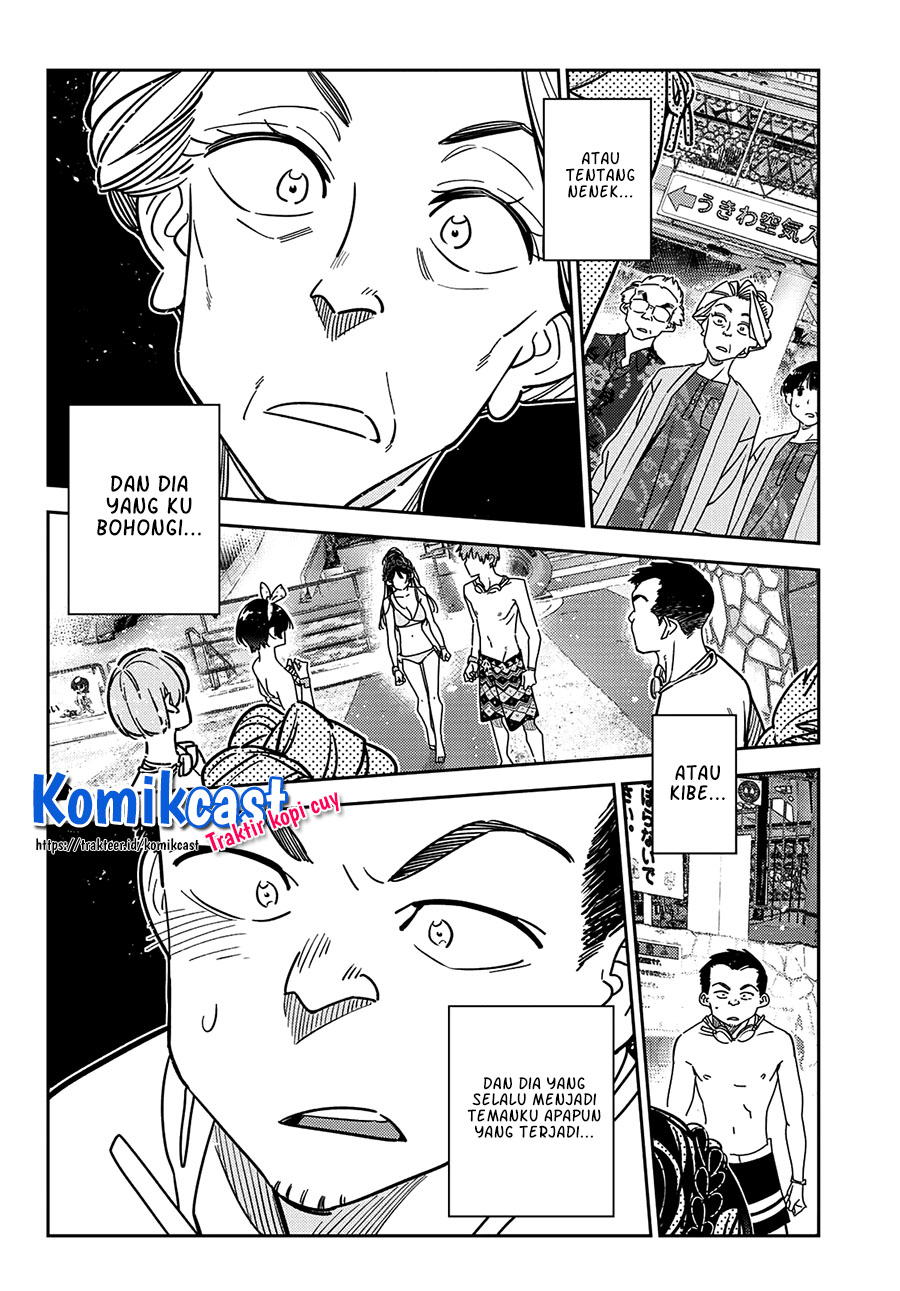 ATAU
TENTANG
NENEK...
←うきわ空気入
DAN DIA
YANG KU
BOHONGI...
ATAU
KIBE...
Komikcast
Traktir kopi cuy
https://trakteer.id/komikcast
DAN DIA YANG
SELALU MENJADI
TEMANKU APAPUN
YANG TERJADI...